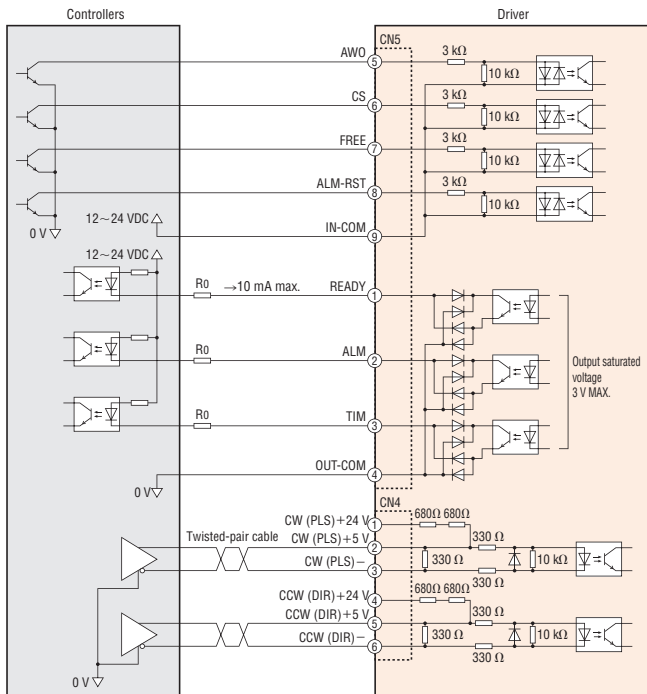 Controllers
Driver
CN5
AWO
5
3 kΩ
10 kΩ
CS
6
3 kΩ
10 kΩ
FREE
7
3 kΩ
10 kΩ
ALM-RST
8
3 kΩ
10 kΩ
0 V
12~24 VDC
IN-COM
9
12~24 VDC
R0
→10 mA max.
READY
1
R0
ALM
2
Output saturated
voltage
3 V MAX.
R0
TIM
3
OUT-COM
4
0 V
CN4
CW (PLS)+24 V
1
680Ω 680Ω
Twisted-pair cable
CW (PLS)+5 V
2
330 Ω
330 Ω
10 kΩ
CW (PLS)−
3
330 Ω
CCW (DIR)+24 V
4
680Ω 680Ω
CCW (DIR)+5 V
5
330 Ω
330 Ω
10 kΩ
CCW (DIR)−
6
330 Ω
0 V